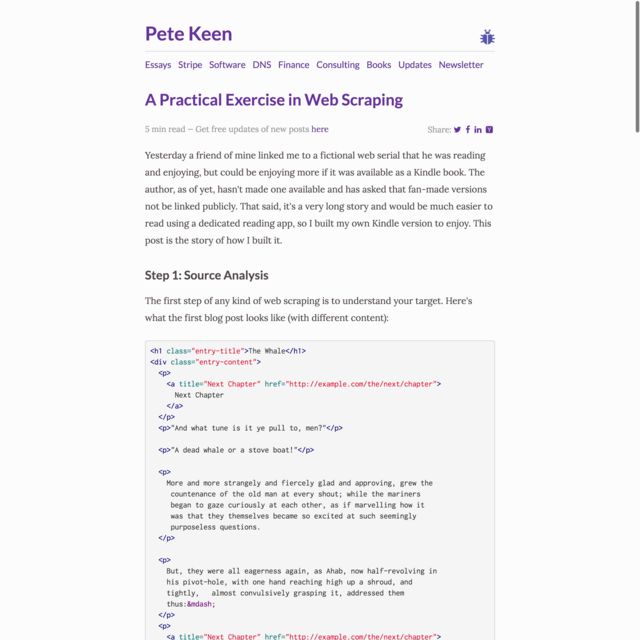 Pete Keen
Essays Stripe Software DNS Finance Consulting Books Updates Newsletter
A Practical Exercise in Web Scraping
5 min read — Get free updates of new posts here
Share:
Yesterday a friend of mine linked me to a fictional web serial that he was reading
and enjoying, but could be enjoying more if it was available as a Kindle book. The
author, as of yet, hasn't made one available and has asked that fan-made versions
not be linked publicly. That said, it's a very long story and would be much easier to
read using a dedicated reading app, so I built my own Kindle version to enjoy. This
post is the story of how I built it.
Step 1: Source Analysis
The first step of any kind of web scraping is to understand your target. Here's
what the first blog post looks like (with different content):
<h1 class="entry-title">The Whale</h1>
<div class="entry-content">
  <p>
    <a title="Next Chapter" href="http://example.com/the/next/chapter">
      Next Chapter
    </a>
  </p>
  <p>"And what tune is it ye pull to, men?"</p>
  <p>"A dead whale or a stove boat!"</p>
  <p>
    More and more strangely and fiercely glad and approving, grew the
     countenance of the old man at every shout; while the mariners
     began to gaze curiously at each other, as if marvelling how it
     was that they themselves became so excited at such seemingly
     purposeless questions.
  </p>
  <p>
    But, they were all eagerness again, as Ahab, now half-revolving in
    his pivot-hole, with one hand reaching high up a shroud, and
    tightly,   almost convulsively grasping it, addressed them
    thus:&mdash;
  </p>
  <p>
    <a title="Next Chapter" href="http://example.com/the/next/chapter">